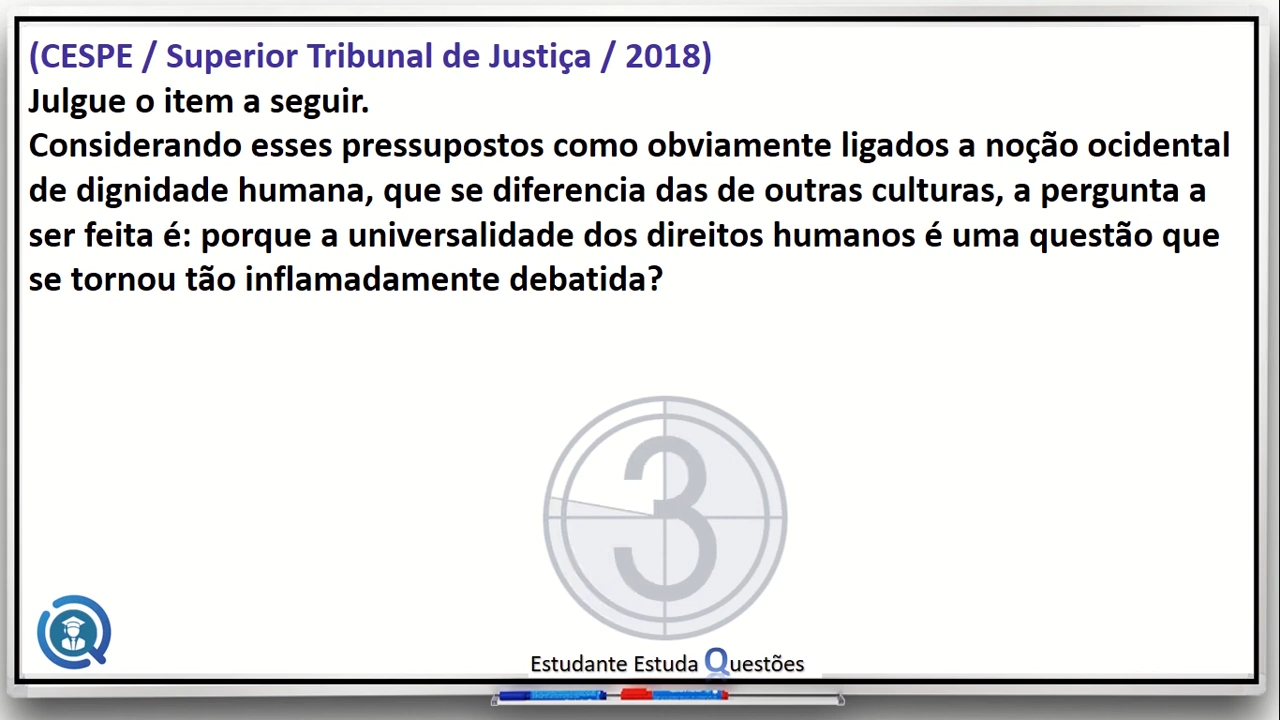 (CESPE / Superior Tribunal de Justiça / 2018)
Julgue o item a seguir.
Considerando esses pressupostos como obviamente ligados a noção ocidental
de dignidade humana, que se diferencia das de outras culturas, a pergunta a
ser feita é: porque a universalidade dos direitos humanos é uma questão que
se tornou tão inflamadamente debatida?
3
Estudante Estuda Questões